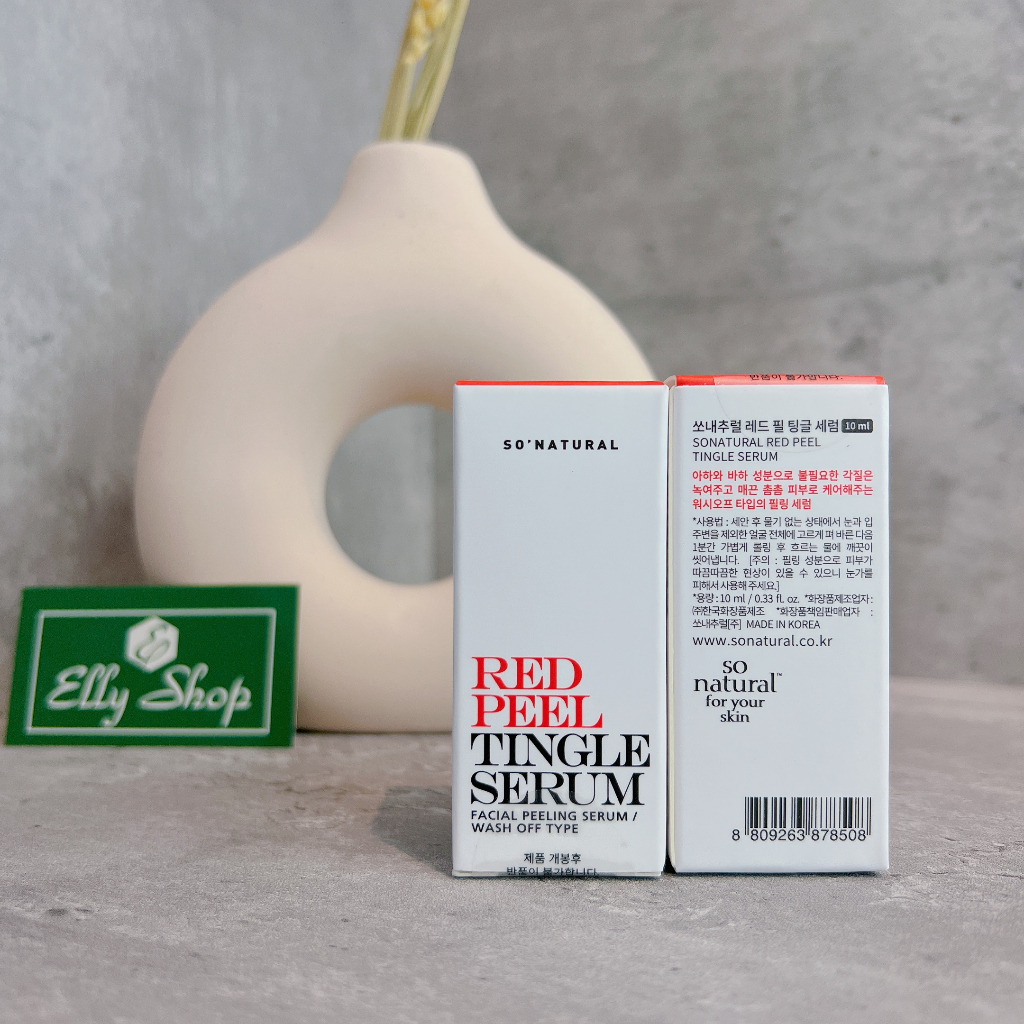 Elly Shop
SO'NATURAL
RED
PEEL
TINGLE
SERUM
FACIAL PEELING SERUM /
WASH OFF TYPE
제품 개봉후
반품이 불가합니다.
반품이 불가합니다.
쏘내추럴 레드 필 팅글 세럼 10 ml
SONATURAL RED PEEL
TINGLE SERUM
아하와 바하 성분으로 불필요한 각질은
녹여주고 매끈 촘촘 피부로 케어해주는
워시오프 타입의 필링 세럼
*사용법 : 세안 후 물기 없는 상태에서 눈과 입
주변을 제외한 얼굴 전체에 고르게 펴 바른 다음
1분간 가볍게 롤링 후 흐르는 물에 깨끗이
씻어냅니다. [주의 : 필링 성분으로 피부가
따끔따끔한 현상이 있을 수 있으니 눈가를
피해서 사용해 주세요.]
*용량 : 10 ml / 0.33 fl. oz. *화장품제조업자 :
㈜한국화장품제조 *화장품책임판매업자 :
쏘내추럴[주] MADE IN KOREA
www.sonatural.co.kr
so
natural™
for your
skin
8 809263 878508